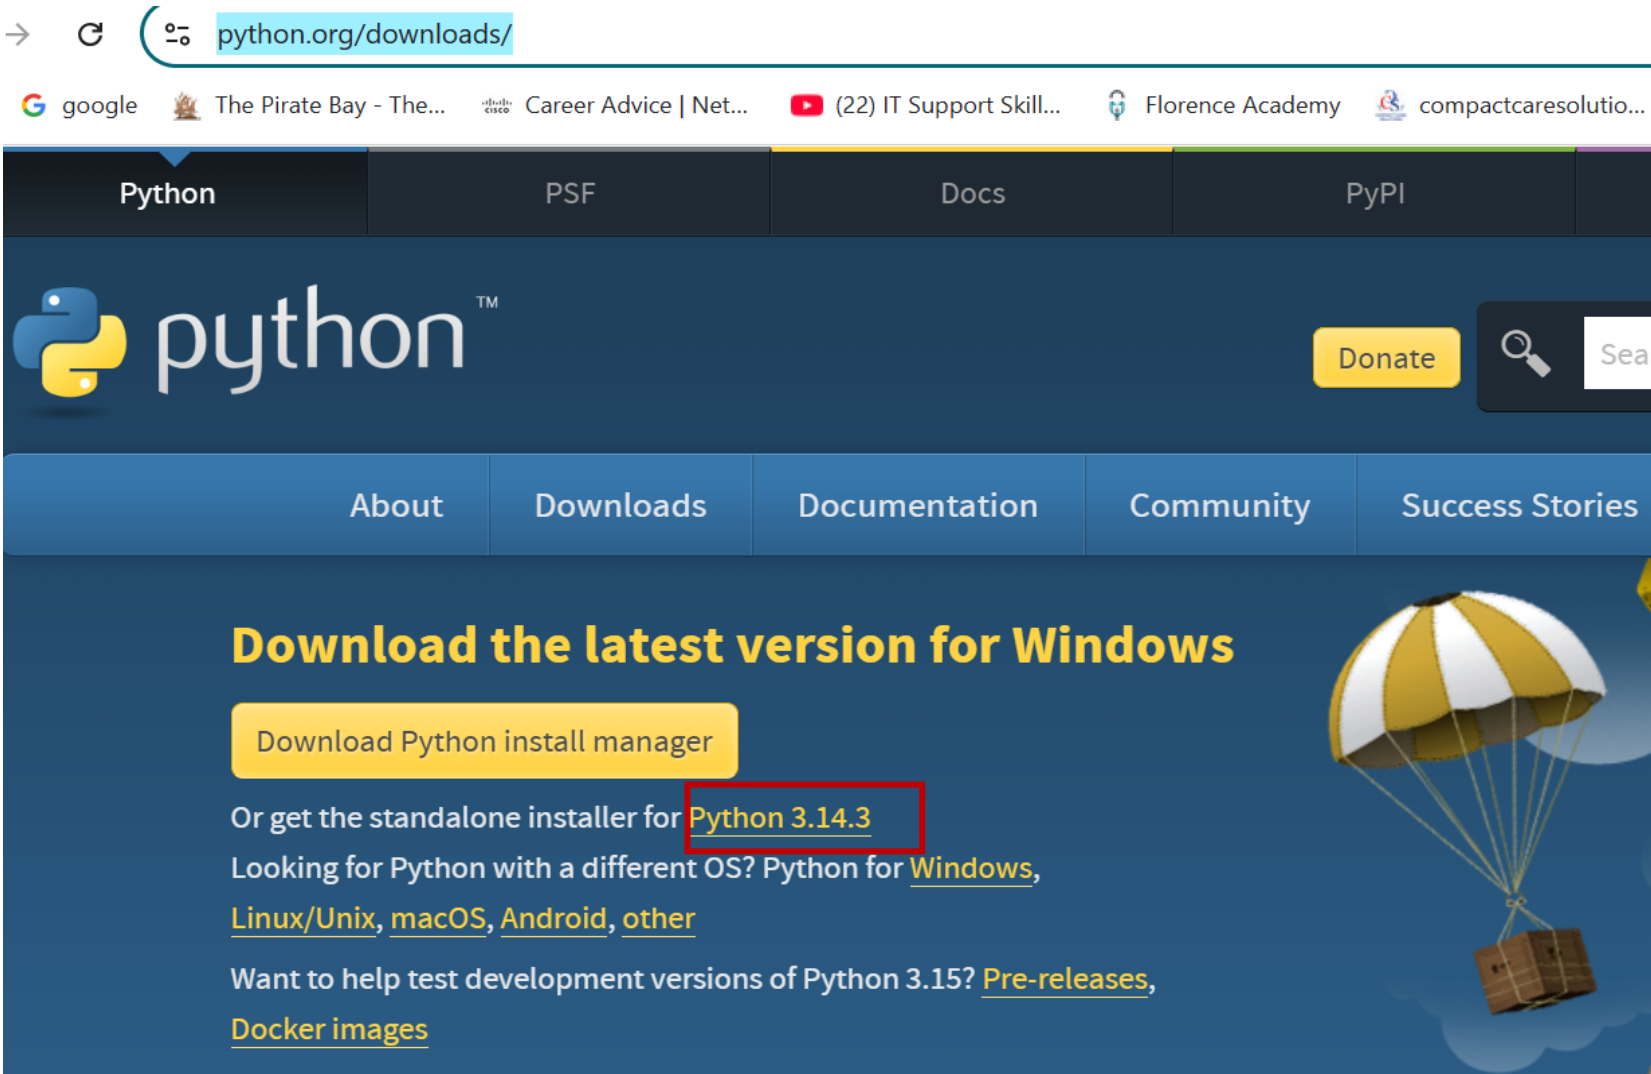 python.org/downloads/
google The Pirate Bay - The... Career Advice | Net... (22) IT Support Skill... Florence Academy compactcaresolutio...
Python PSF Docs PyPI
python™
Donate Sea
About Downloads Documentation Community Success Stories
Download the latest version for Windows
Download Python install manager
Or get the standalone installer for Python 3.14.3
Looking for Python with a different OS? Python for Windows,
Linux/Unix, macOS, Android, other
Want to help test development versions of Python 3.15? Pre-releases,
Docker images